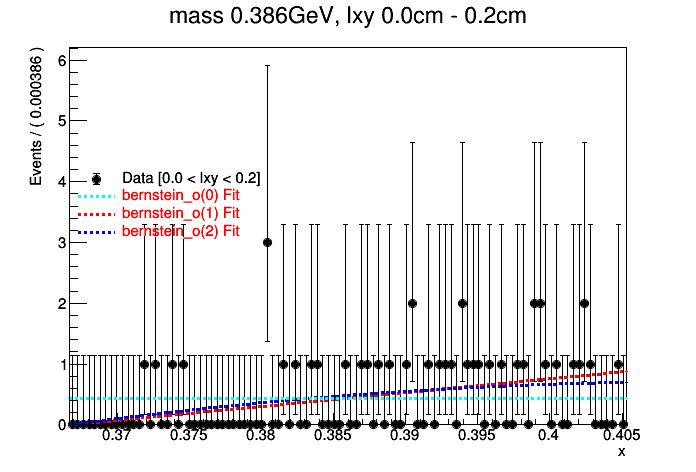 mass 0.386GeV, lxy 0.0cm - 0.2cm
Events / ( 0.000386 )
6
5
4
3
2
1
0
Data [0.0 < lxy < 0.2]
bernstein_o(0) Fit
bernstein_o(1) Fit
bernstein_o(2) Fit
0.37 0.375 0.38 0.385 0.39 0.395 0.4 0.405
x